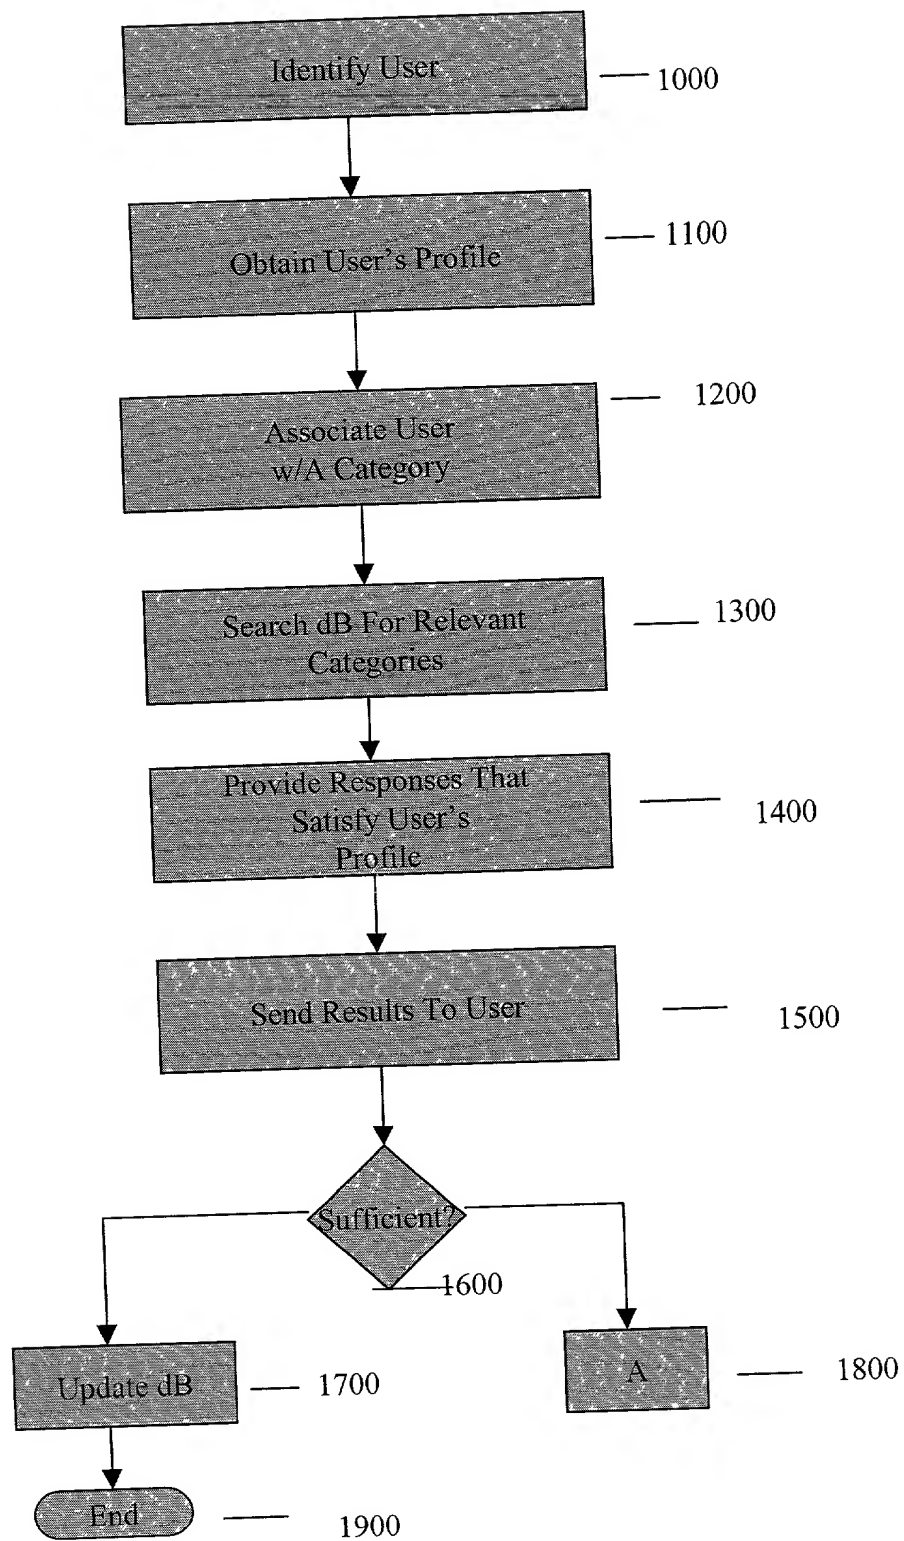 Identify User
1000
Obtain User's Profile
1100
Associate User
w/A Category
1200
Search dB For Relevant
Categories
1300
Provide Responses That
Satisfy User's
Profile
1400
Send Results To User
1500
Sufficient?
1600
Update dB
1700
A
1800
End
1900